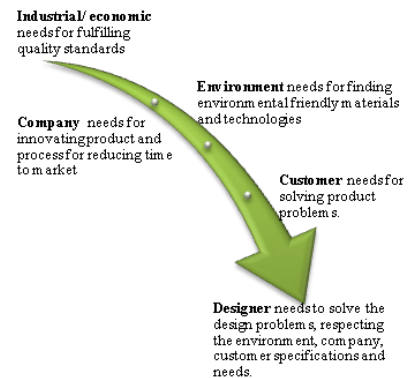 Industrial/ economic
needs for fulfilling
quality standards
Environment needs for finding
environmental friendly materials
and technologies
Company needs for
innovating product and
process for reducing time
to market
Customer needs for
solving product
problems.
Designer needs to solve the
design problems, respecting
the environment, company,
customer specifications and
needs.